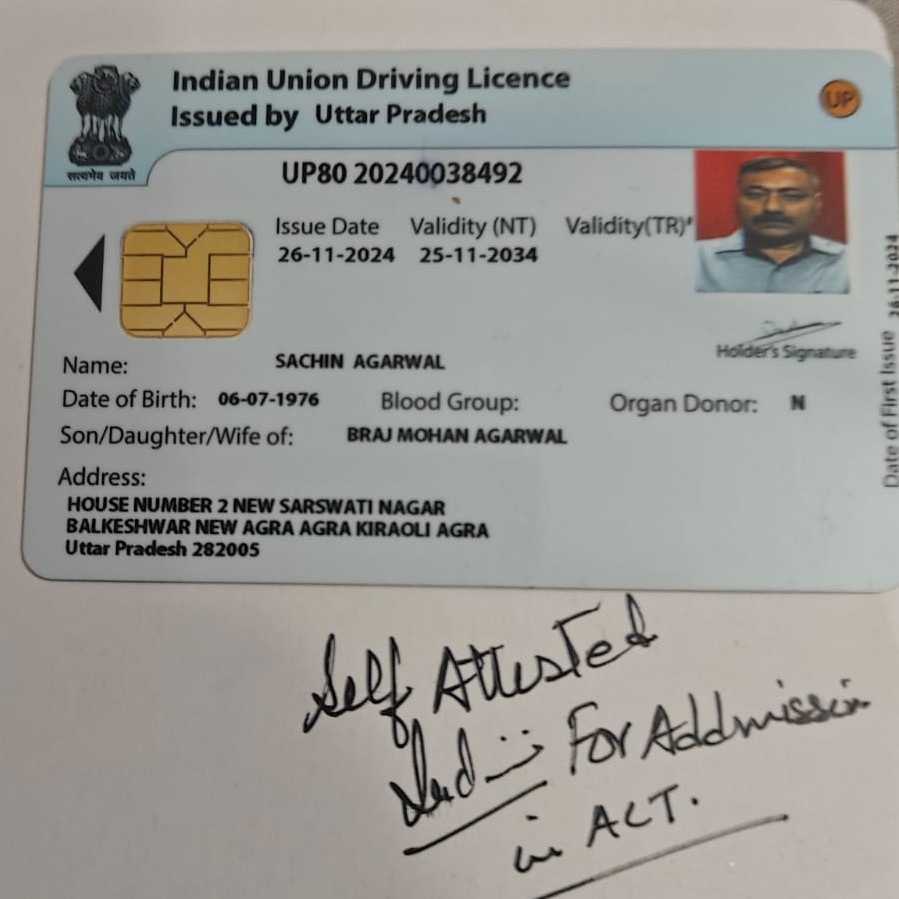 Indian Union Driving Licence
Issued by Uttar Pradesh
UP
सत्यमेव जयते
UP80 20240038492
Issue Date Validity (NT) Validity(TR)*
26-11-2024 25-11-2034
Holder's Signature
Date of First Issue 26-11-2024
Name: SACHIN AGARWAL
Date of Birth: 06-07-1976 Blood Group: Organ Donor: N
Son/Daughter/Wife of: BRAJ MOHAN AGARWAL
Address:
HOUSE NUMBER 2 NEW SARSWATI NAGAR
BALKESHWAR NEW AGRA AGRA KIRAOLI AGRA
Uttar Pradesh 282005
Self Attested
For Addmission
in ACT.